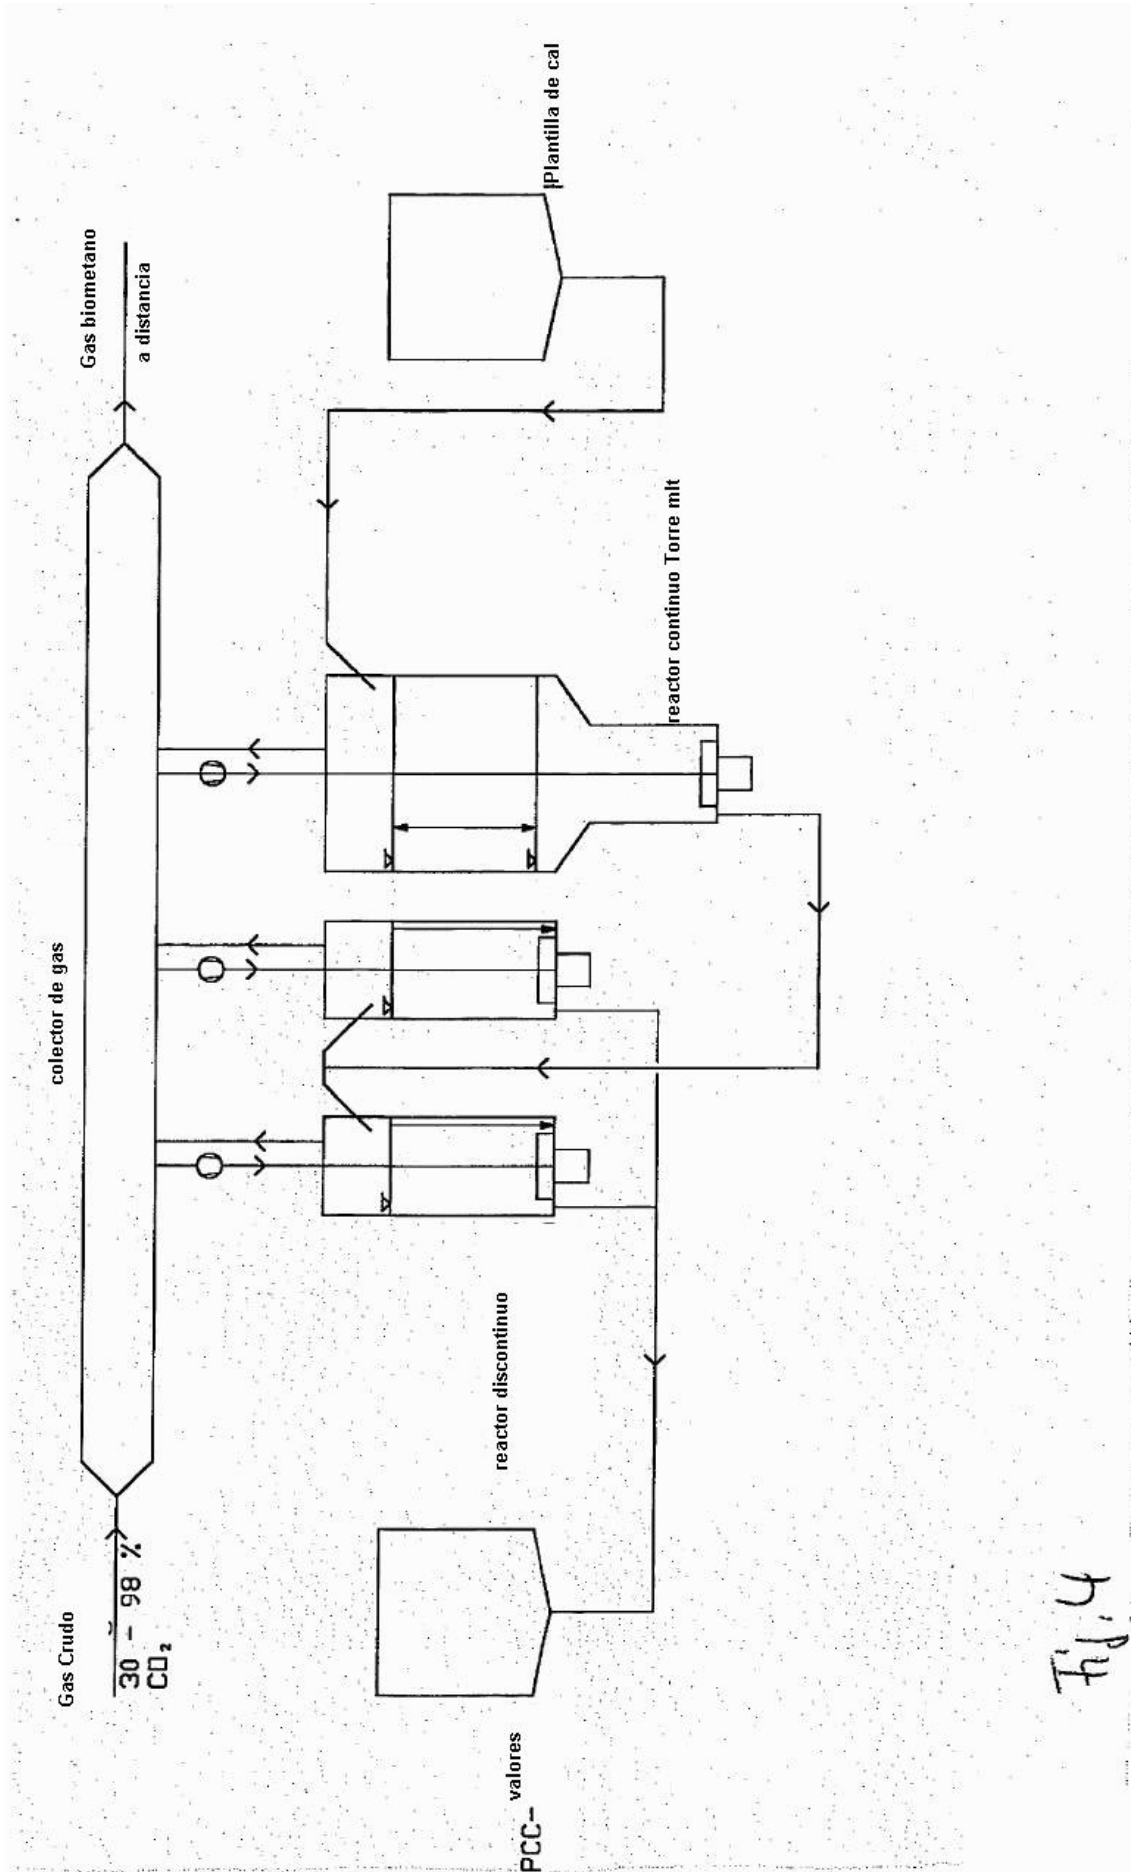 Gas Crudo
30 - 98 %
CO₂
colector de gas
Gas biometano
a distancia
Plantilla de cal
reactor continuo Torre mlt
reactor discontinuo
valores
PCC-
Fig. 4